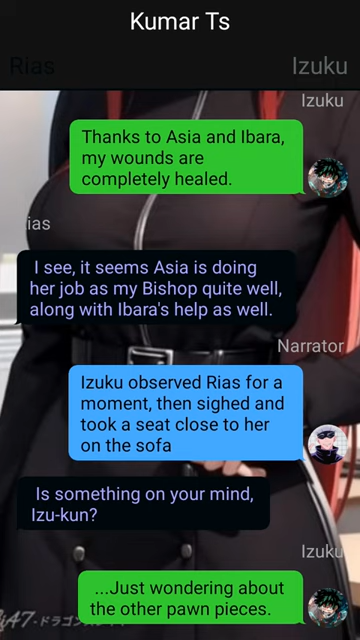 Kumar Ts
Rias
Izuku
Izuku
Thanks to Asia and Ibara,
my wounds are
completely healed.
ias
I see, it seems Asia is doing
her job as my Bishop quite well,
along with Ibara's help as well.
Narrator
Izuku observed Rias for a
moment, then sighed and
took a seat close to her
on the sofa
Is something on your mind,
Izu-kun?
Izuku
...Just wondering about
the other pawn pieces.